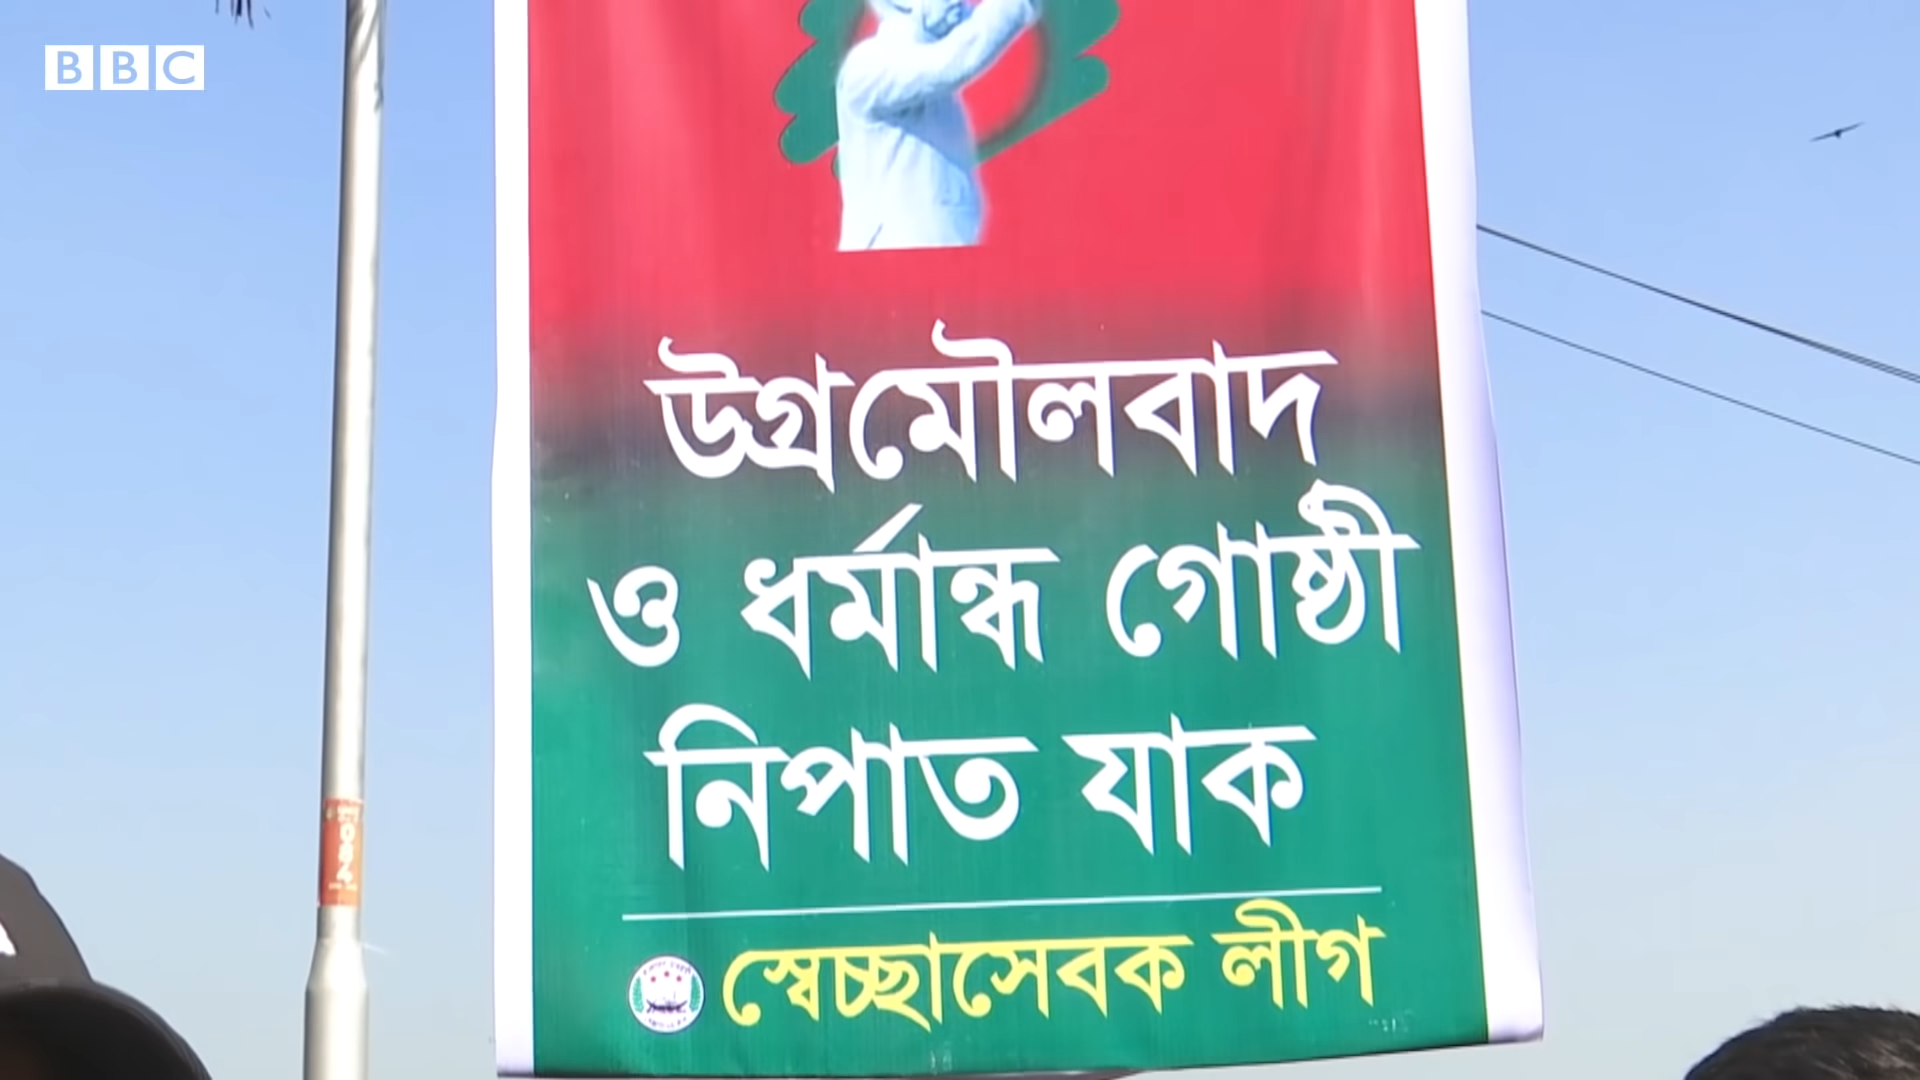 BBC
উগ্রমৌলবাদ
ও ধর্মান্ধ গোষ্ঠী
নিপাত যাক
স্বেচ্ছাসেবক লীগ